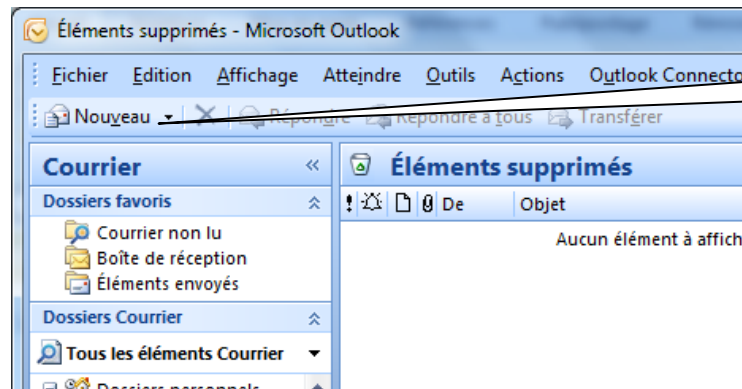 Éléments supprimés - Microsoft Outlook
Fichier Edition Affichage Atteindre Outils Actions Outlook Connecto
Nouveau Répondre Répondre à tous Transférer
Courrier «
Éléments supprimés
Dossiers favoris
! De Objet
Courrier non lu
Aucun élément à affich
Boîte de réception
Éléments envoyés
Dossiers Courrier
Tous les éléments Courrier
Dossiers personnels